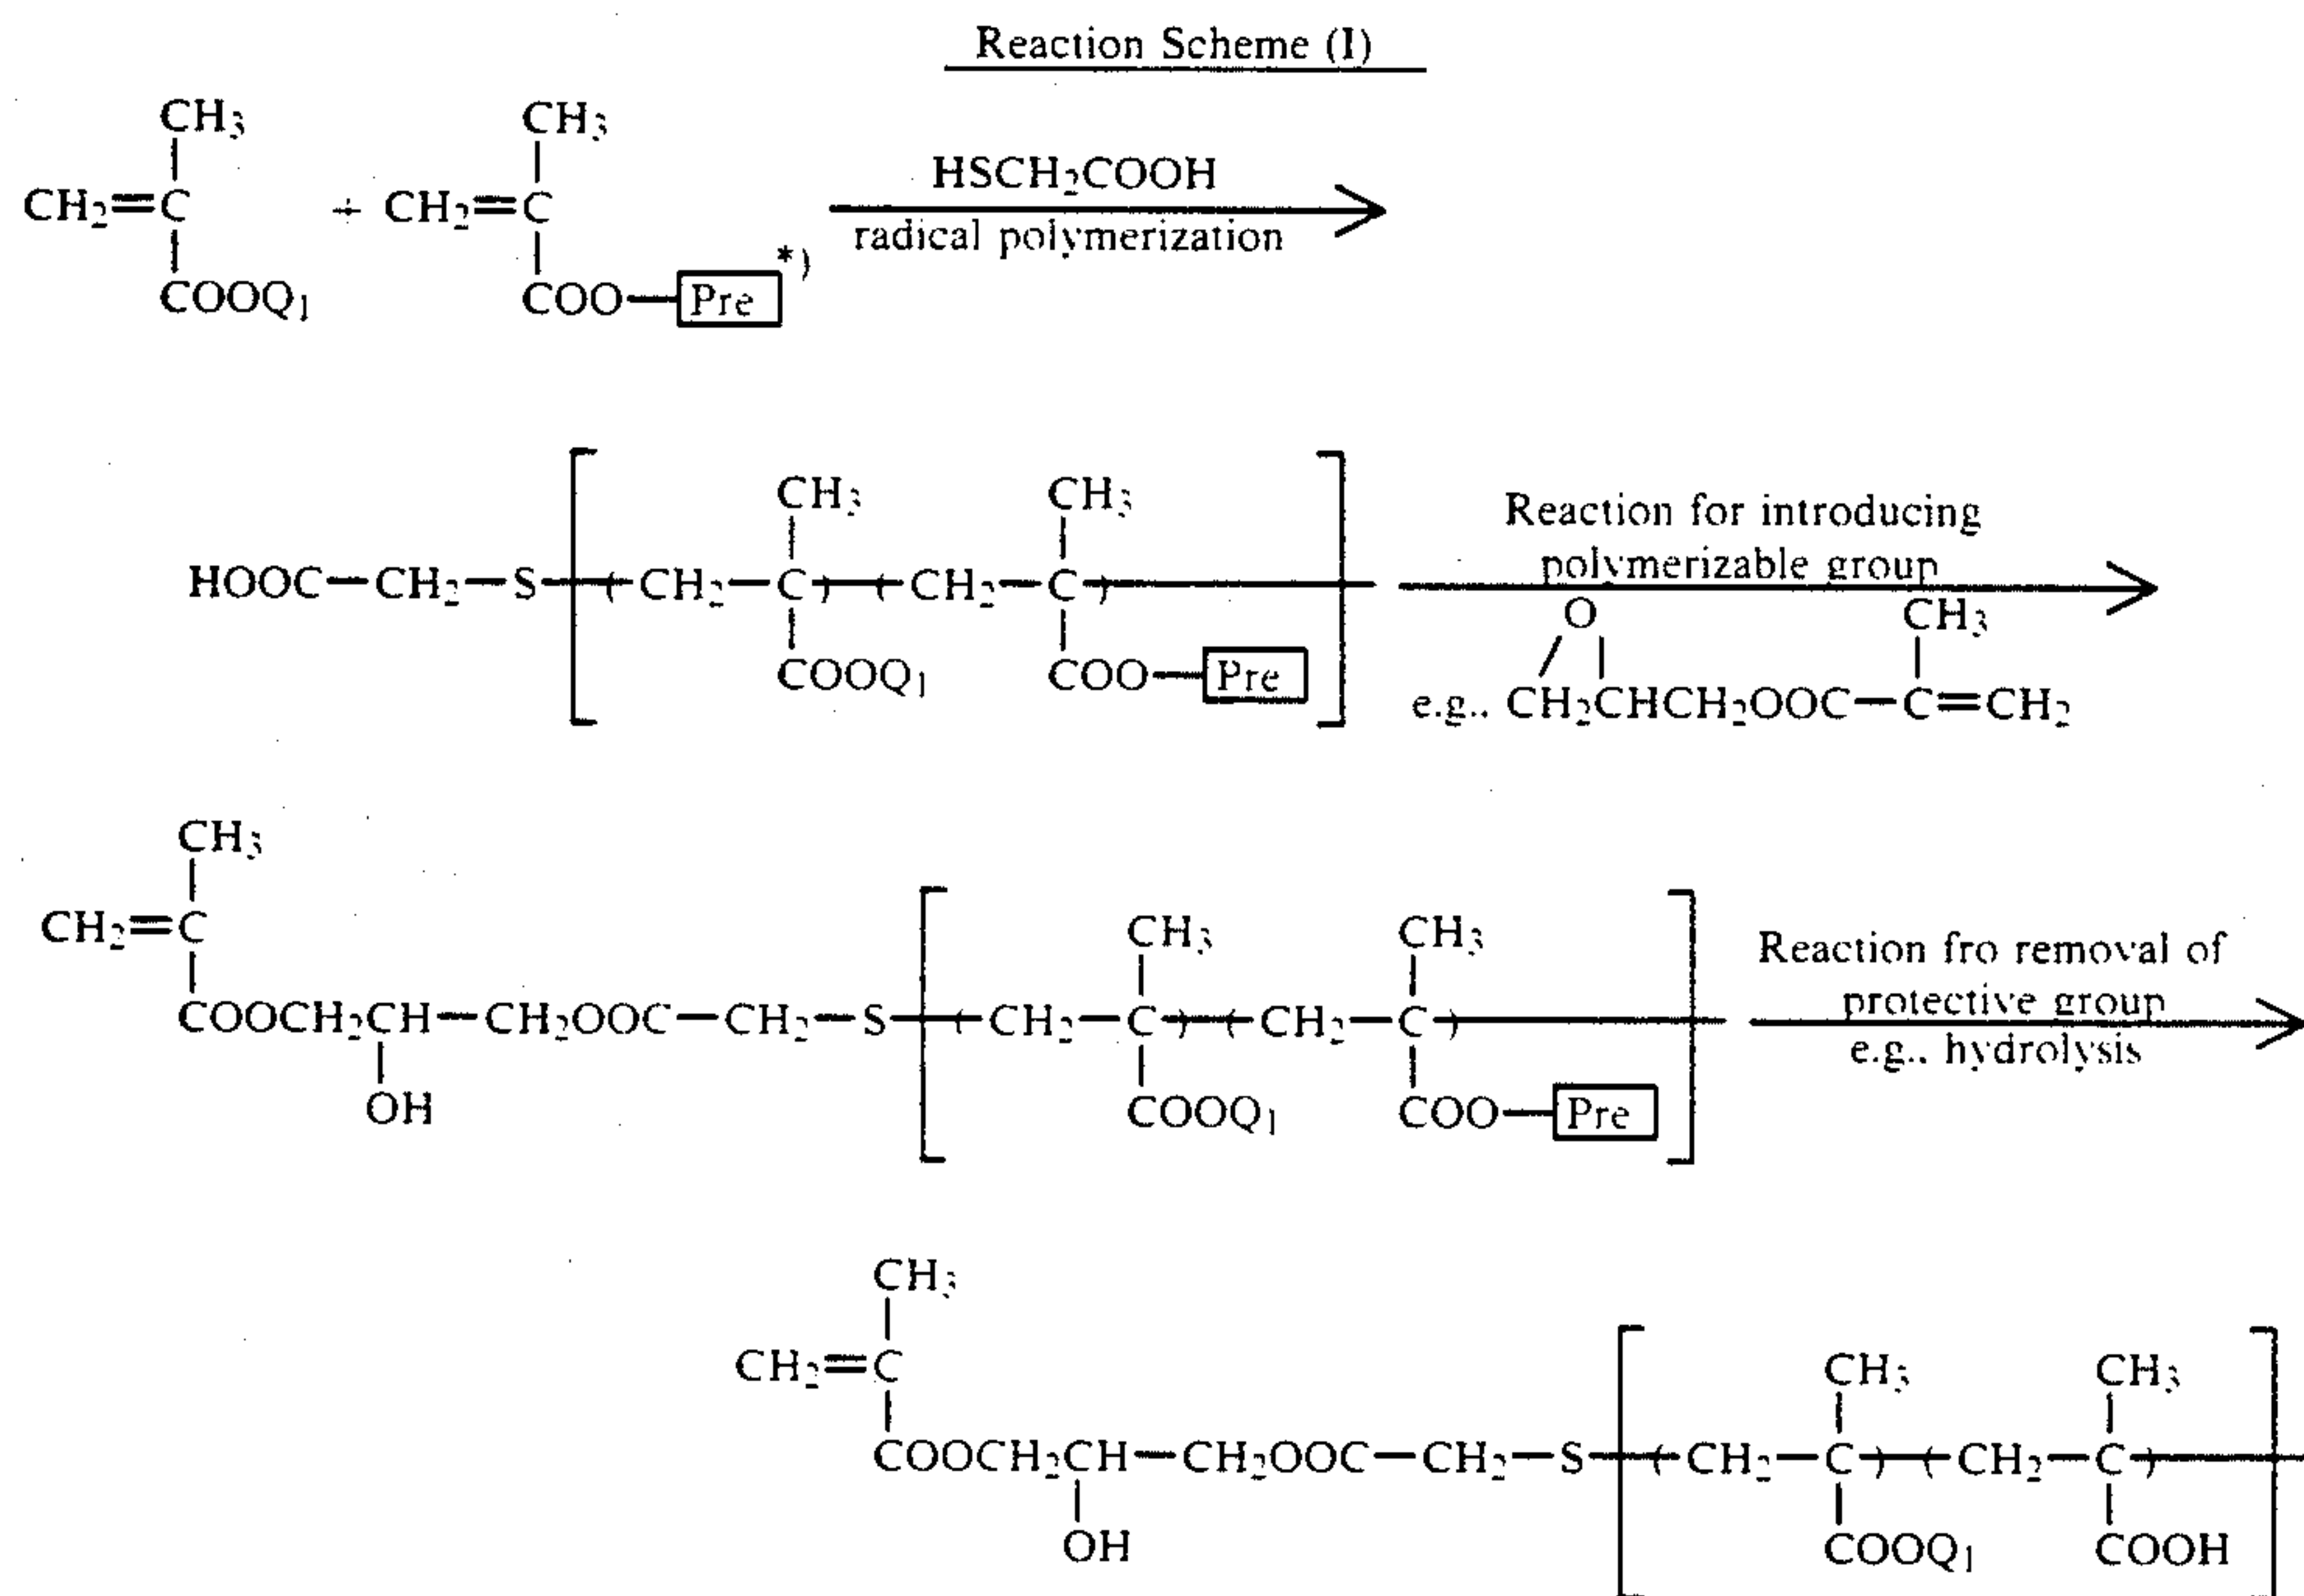 Reaction Scheme (I)
CH3 CH3
CH2=C + CH2=C HSCH2COOH
radical polymerization
COOQ1 COO—Pre *)
CH3 CH3 Reaction for introducing
polymerizable group
HOOC—CH2—S—[(CH2—C)—(CH2—C)—]
O CH3
COOQ1 COO—Pre e.g., CH2CHCH2OOC—C=CH2
CH3
CH3 CH3 Reaction fro removal of
CH2=C protective group
COOCH2CH—CH2OOC—CH2—S—[(CH2—C)—(CH2—C)—]
e.g., hydrolysis
OH COOQ1 COO—Pre
CH3
CH3 CH3
CH2=C
COOCH2CH—CH2OOC—CH2—S—[(CH2—C)—(CH2—C)—]
OH COOQ1 COOH